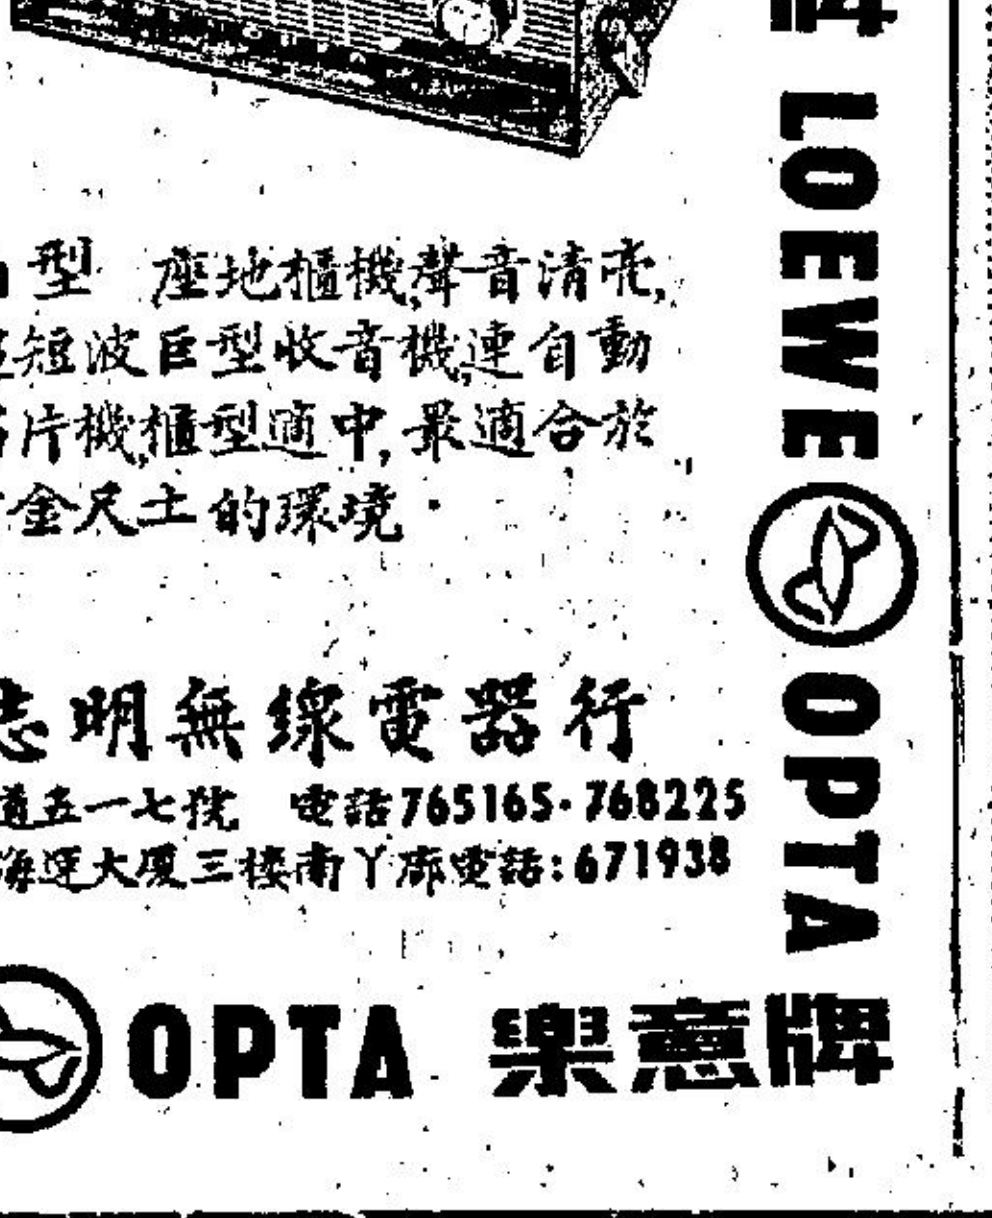 型 座地櫃機,聲音清亮,
短波巨型收音機,連自動
片機,櫃型適中,最適合於
金尺土的環境·
志明無線電器行
道五一七號 電話765165·768225
海運大厦三樓南丫廊電話:671938
LOEWE OPTA
OPTA 樂意牌